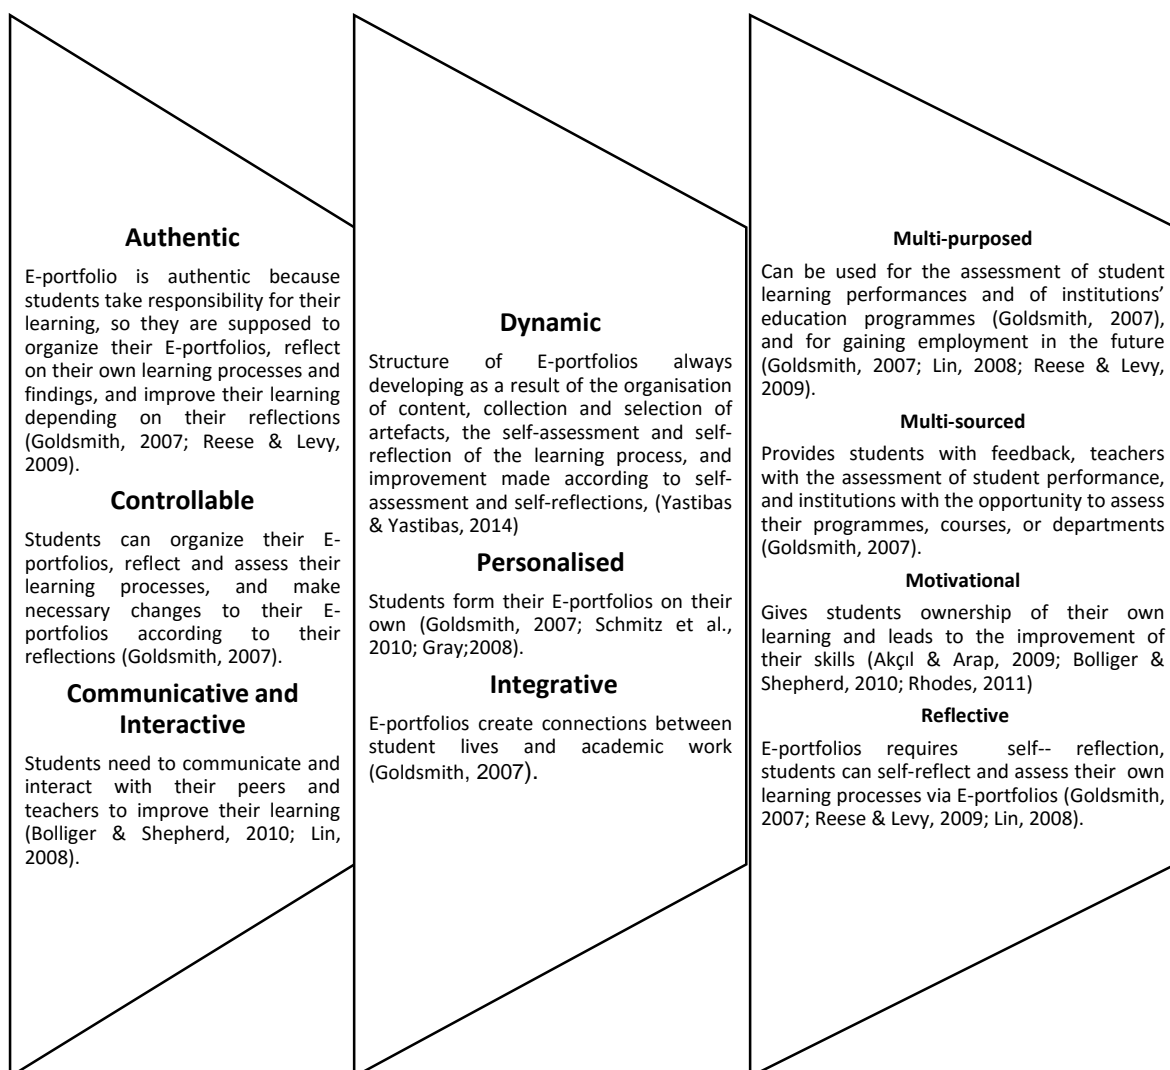 Authentic
E-portfolio is authentic because
students take responsibility for their
learning, so they are supposed to
organize their E-portfolios, reflect
on their own learning processes and
findings, and improve their learning
depending on their reflections
(Goldsmith, 2007; Reese & Levy,
2009).
Controllable
Students can organize their E-
portfolios, reflect and assess their
learning processes, and make
necessary changes to their E-
portfolios according to their
reflections (Goldsmith, 2007).
Communicative and
Interactive
Students need to communicate and
interact with their peers and
teachers to improve their learning
(Bolliger & Shepherd, 2010; Lin,
2008).
Dynamic
Structure of E-portfolios always
developing as a result of the organisation
of content, collection and selection of
artefacts, the self-assessment and self-
reflection of the learning process, and
improvement made according to self-
assessment and self-reflections, (Yastibas
& Yastibas, 2014)
Personalised
Students form their E-portfolios on their
own (Goldsmith, 2007; Schmitz et al.,
2010; Gray;2008).
Integrative
E-portfolios create connections between
student lives and academic work
(Goldsmith, 2007).
Multi-purposed
Can be used for the assessment of student
learning performances and of institutions’
education programmes (Goldsmith, 2007),
and for gaining employment in the future
(Goldsmith, 2007; Lin, 2008; Reese & Levy,
2009).
Multi-sourced
Provides students with feedback, teachers
with the assessment of student performance,
and institutions with the opportunity to assess
their programmes, courses, or departments
(Goldsmith, 2007).
Motivational
Gives students ownership of their own
learning and leads to the improvement of
their skills (Akçıl & Arap, 2009; Bolliger &
Shepherd, 2010; Rhodes, 2011)
Reflective
E-portfolios requires self-- reflection,
students can self-reflect and assess their own
learning processes via E-portfolios (Goldsmith,
2007; Reese & Levy, 2009; Lin, 2008).